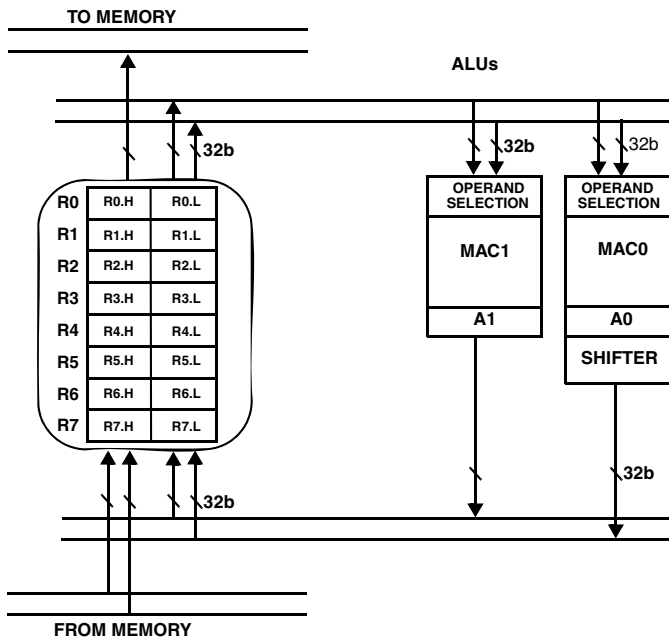 TO MEMORY
ALUs
32b
32b
32b
R0 R0.H R0.L
R1 R1.H R1.L
R2 R2.H R2.L
R3 R3.H R3.L
R4 R4.H R4.L
R5 R5.H R5.L
R6 R6.H R6.L
R7 R7.H R7.L
OPERAND
SELECTION
MAC1
A1
OPERAND
SELECTION
MAC0
A0
SHIFTER
32b
32b
FROM MEMORY